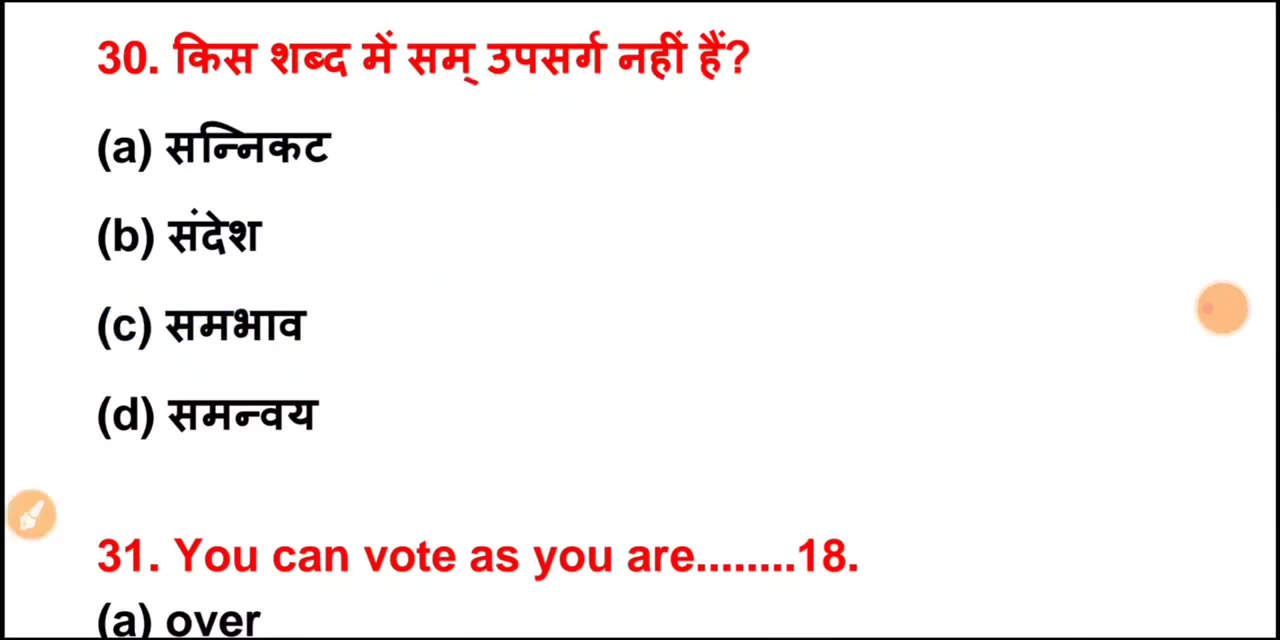 30. किस शब्द में सम् उपसर्ग नहीं हैं?
(a) सन्निकट
(b) संदेश
(c) समभाव
(d) समन्वय
31. You can vote as you are........18.
(a) over